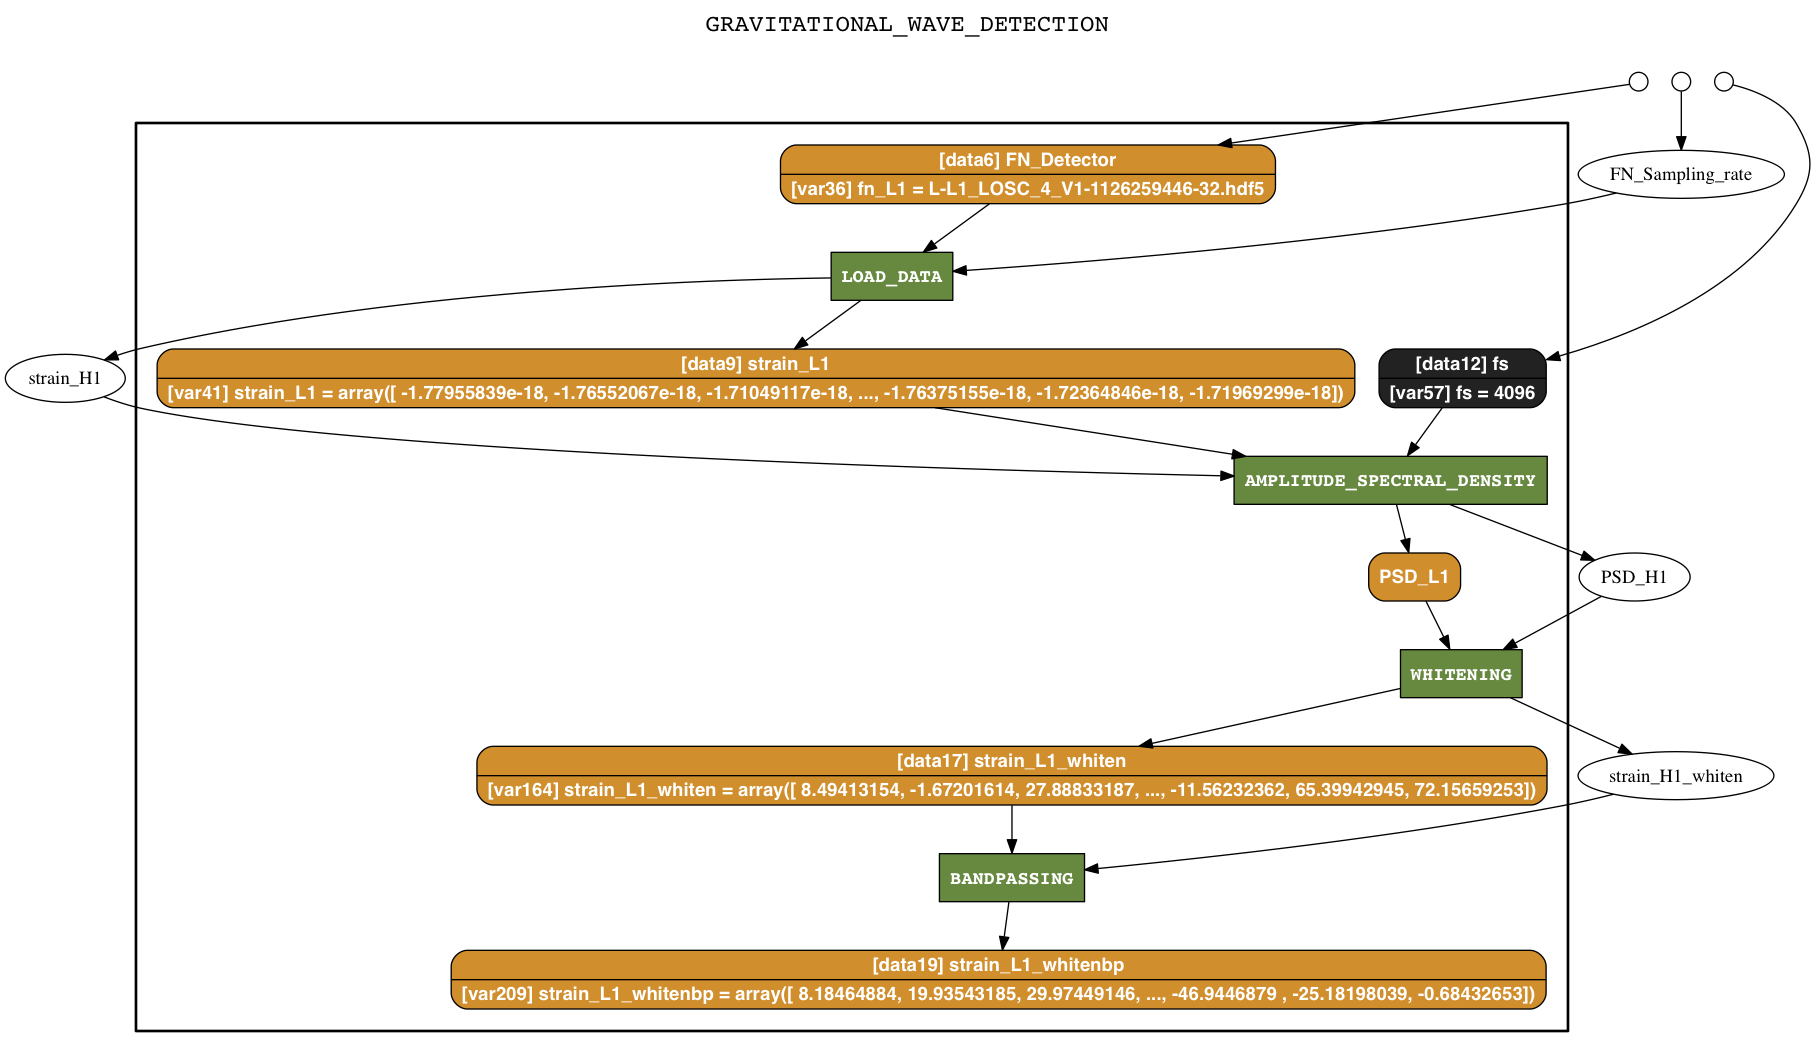 GRAVITATIONAL_WAVE_DETECTION
[data6] FN_Detector
[var36] fn_L1 = L-L1_LOSC_4_V1-1126259446-32.hdf5
FN_Sampling_rate
LOAD_DATA
strain_H1
[data9] strain_L1
[var41] strain_L1 = array([ -1.77955839e-18, -1.76552067e-18, -1.71049117e-18, ..., -1.76375155e-18, -1.72364846e-18, -1.71969299e-18])
[data12] fs
[var57] fs = 4096
AMPLITUDE_SPECTRAL_DENSITY
PSD_L1
PSD_H1
WHITENING
[data17] strain_L1_whiten
[var164] strain_L1_whiten = array([ 8.49413154, -1.67201614, 27.88833187, ..., -11.56232362, 65.39942945, 72.15659253])
strain_H1_whiten
BANDPASSING
[data19] strain_L1_whitenbp
[var209] strain_L1_whitenbp = array([ 8.18464884, 19.93543185, 29.97449146, ..., -46.9446879 , -25.18198039, -0.68432653])